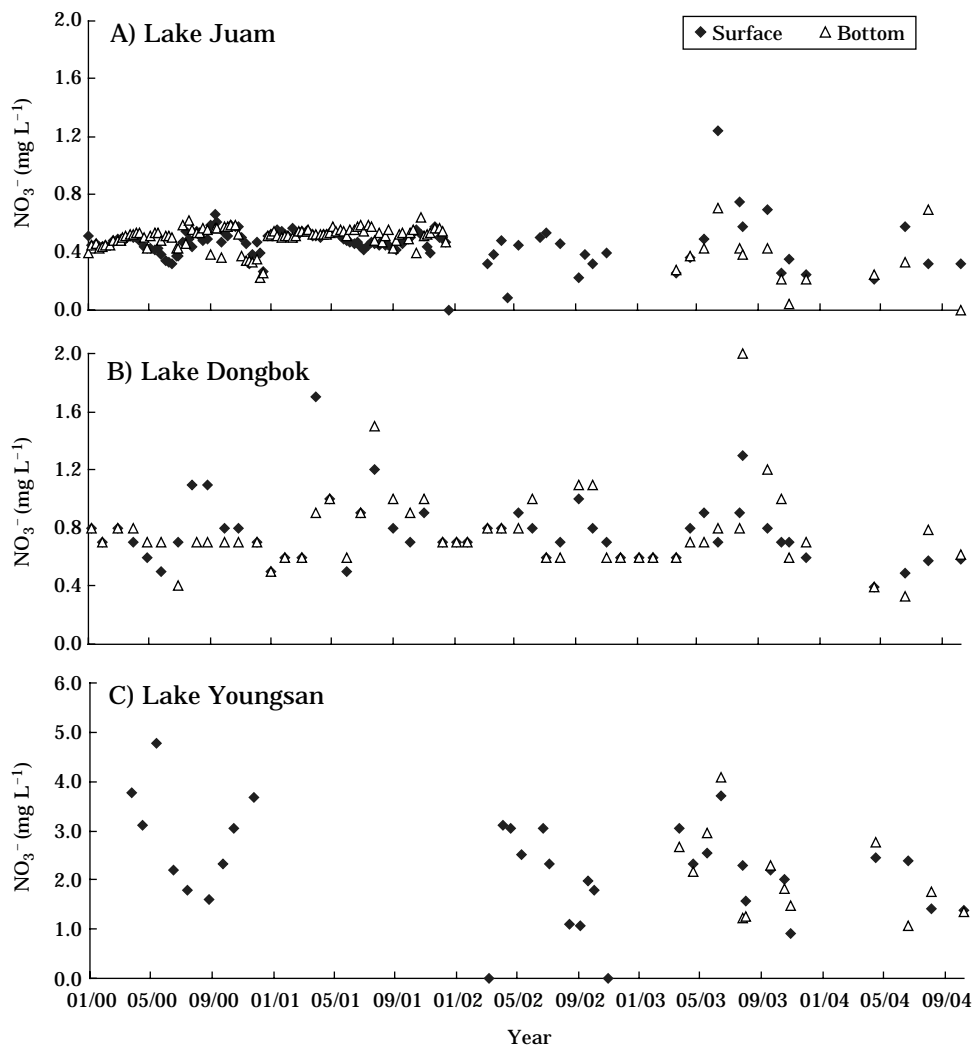 A) Lake Juam
◆ Surface △ Bottom
NO₃⁻ (mg L⁻¹)
2.0
1.6
1.2
0.8
0.4
0.0
B) Lake Dongbok
NO₃⁻ (mg L⁻¹)
2.0
1.6
1.2
0.8
0.4
0.0
C) Lake Youngsan
NO₃⁻ (mg L⁻¹)
6.0
5.0
4.0
3.0
2.0
1.0
0.0
01/00 05/00 09/00 01/01 05/01 09/01 01/02 05/02 09/02 01/03 05/03 09/03 01/04 05/04 09/04
Year